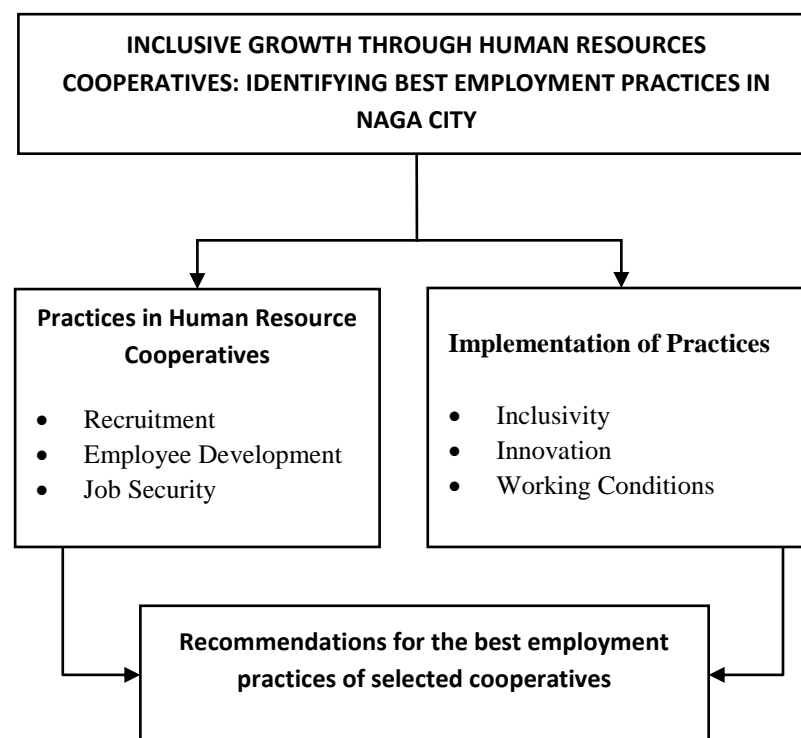 INCLUSIVE GROWTH THROUGH HUMAN RESOURCES
COOPERATIVES: IDENTIFYING BEST EMPLOYMENT PRACTICES IN
NAGA CITY
Practices in Human Resource
Cooperatives
• Recruitment
• Employee Development
• Job Security
Implementation of Practices
• Inclusivity
• Innovation
• Working Conditions
Recommendations for the best employment
practices of selected cooperatives